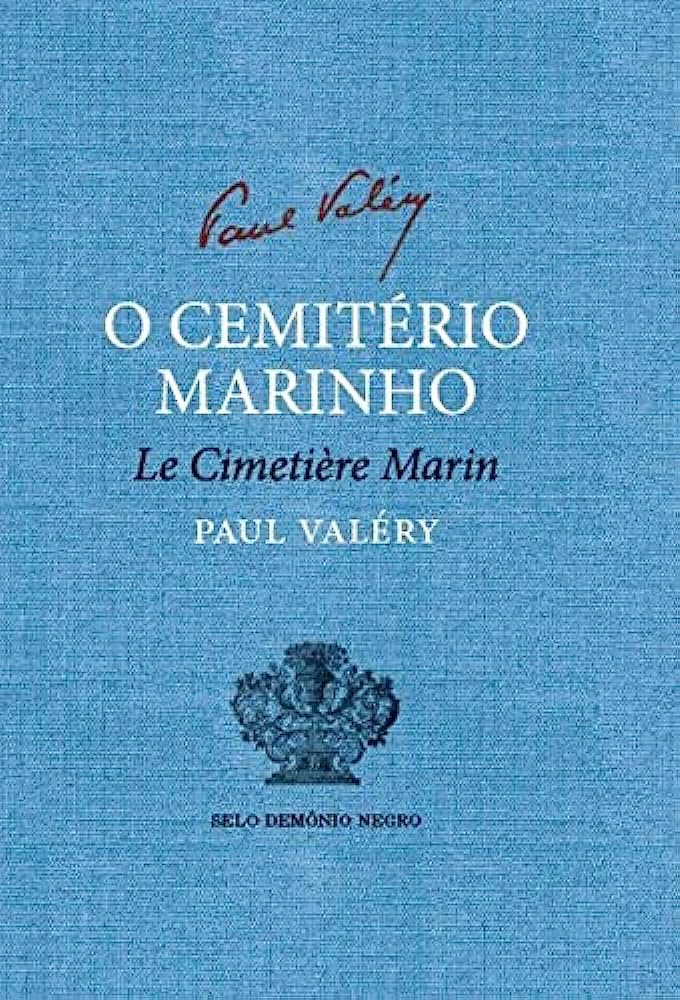 Paul Valéry
O CEMITÉRIO
MARINHO
Le Cimetière Marin
PAUL VALÉRY
SELO DEMÔNIO NEGRO